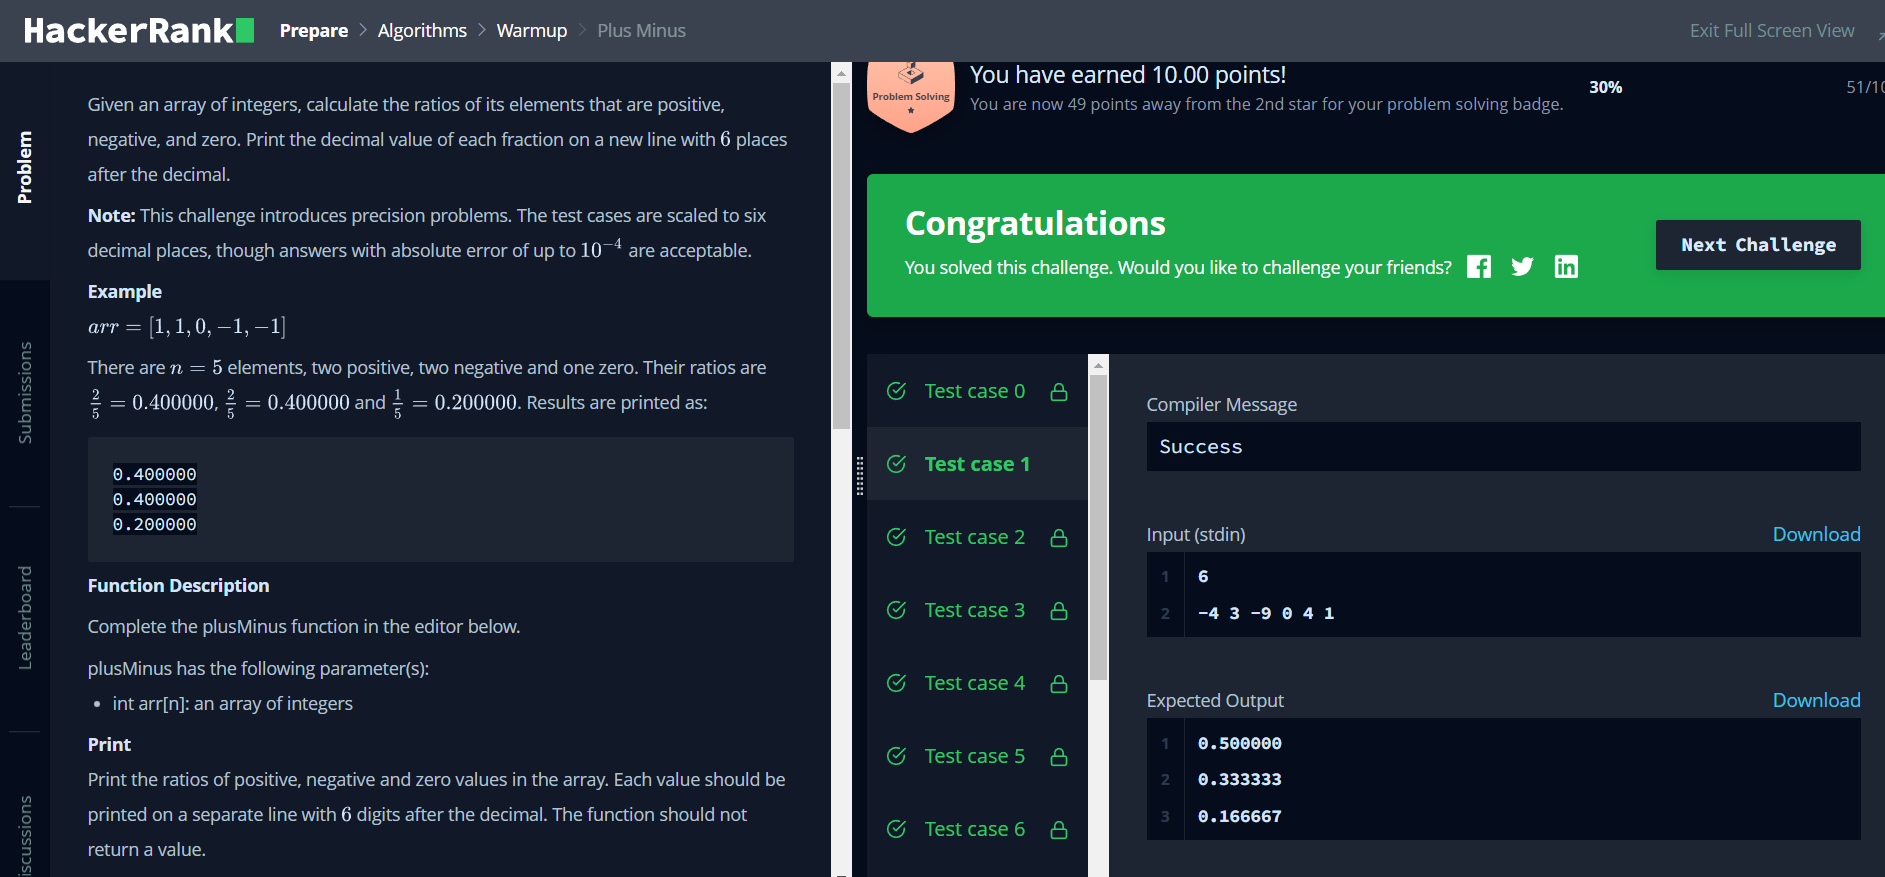 HackerRank
Prepare > Algorithms > Warmup > Plus Minus
Exit Full Screen View
Problem
Submissions
Leaderboard
Given an array of integers, calculate the ratios of its elements that are positive,
negative, and zero. Print the decimal value of each fraction on a new line with 6 places
after the decimal.
Note: This challenge introduces precision problems. The test cases are scaled to six
decimal places, though answers with absolute error of up to 10⁻⁴ are acceptable.
Example
arr = [1, 1, 0, −1, −1]
There are n = 5 elements, two positive, two negative and one zero. Their ratios are
2/5 = 0.400000, 2/5 = 0.400000 and 1/5 = 0.200000. Results are printed as:
0.400000
0.400000
0.200000
Function Description
Complete the plusMinus function in the editor below.
plusMinus has the following parameter(s):
• int arr[n]: an array of integers
Print
Print the ratios of positive, negative and zero values in the array. Each value should be
printed on a separate line with 6 digits after the decimal. The function should not
return a value.
Problem Solving
You have earned 10.00 points!
You are now 49 points away from the 2nd star for your problem solving badge.
30%
51/10
Congratulations
You solved this challenge. Would you like to challenge your friends?
Next Challenge
Test case 0
Test case 1
Test case 2
Test case 3
Test case 4
Test case 5
Test case 6
Compiler Message
Success
Input (stdin)
Download
1 6
2 -4 3 -9 0 4 1
Expected Output
Download
1 0.500000
2 0.333333
3 0.166667